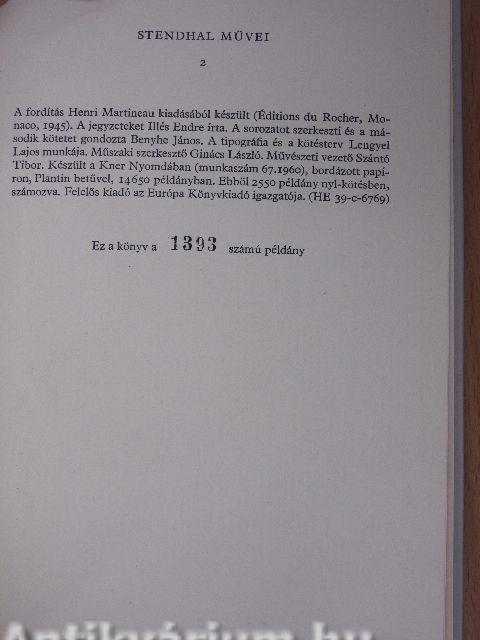 STENDHAL MŰVEI
2
A fordítás Henri Martineau kiadásából készült (Éditions du Rocher, Mo-
naco, 1945). A jegyzeteket Illés Endre írta. A sorozatot szerkeszti és a má-
sodik kötetet gondozta Benyhe János. A tipográfia és a kötésterv Lengyel
Lajos munkája. Műszaki szerkesztő Ginács László. Művészeti vezető Szántó
Tibor. Készült a Kner Nyomdában (munkaszám 67.1960), bordázott papí-
ron, Plantin betűvel, 14650 példányban. Ebből 2550 példány nyl-kötésben,
számozva. Felelős kiadó az Európa Könyvkiadó igazgatója. (HE 39-c-6769)
Ez a könyv a 1393 számú példány
Antikvárium.hu